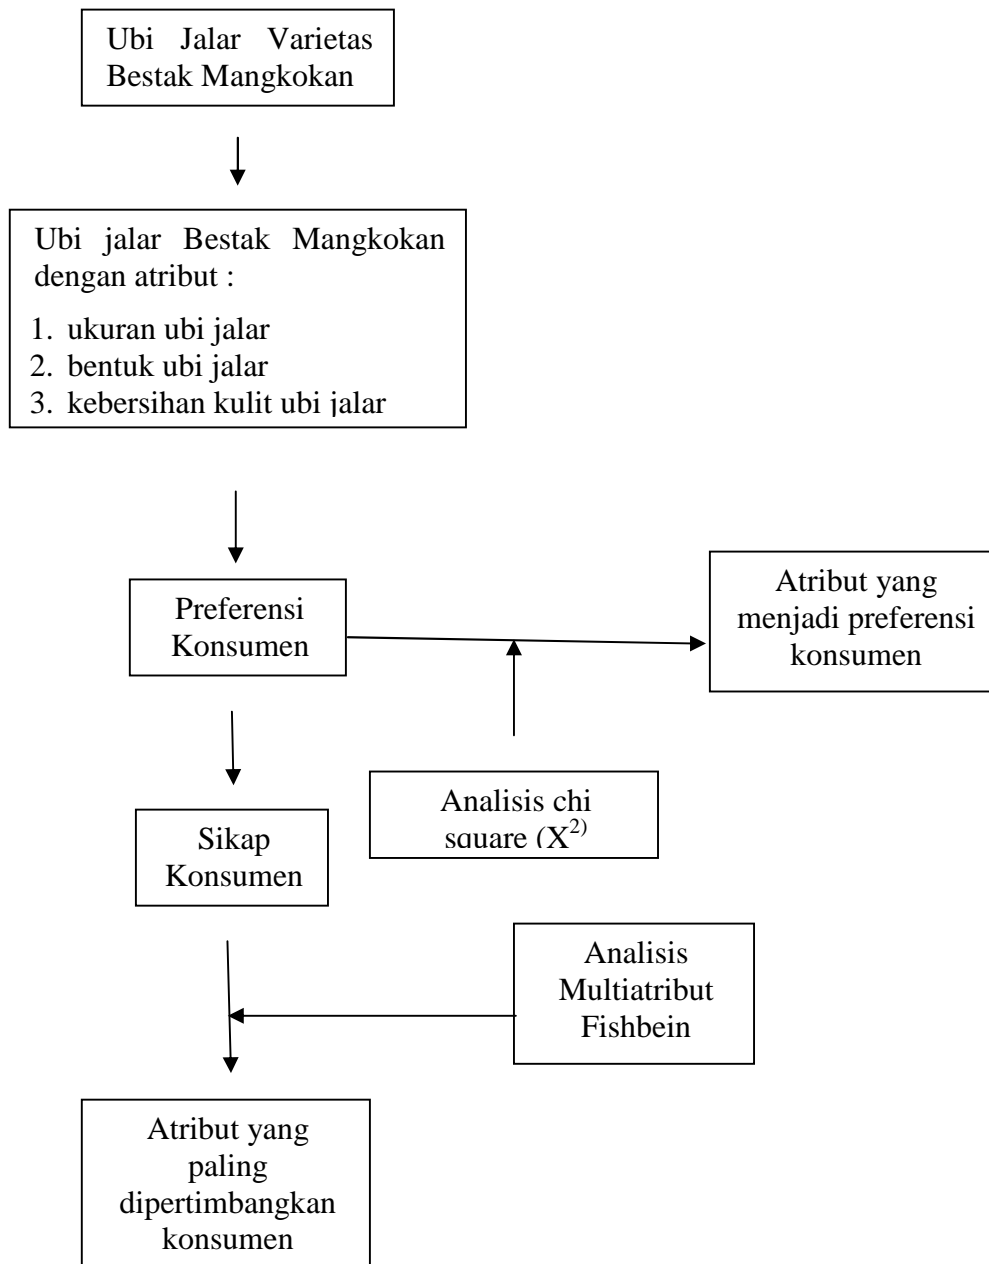 Ubi Jalar Varietas
Bestak Mangkokan
Ubi jalar Bestak Mangkokan
dengan atribut :
1. ukuran ubi jalar
2. bentuk ubi jalar
3. kebersihan kulit ubi jalar
Preferensi
Konsumen
Atribut yang
menjadi preferensi
konsumen
Analisis chi
square (X²⁾
Sikap
Konsumen
Analisis
Multiatribut
Fishbein
Atribut yang
paling
dipertimbangkan
konsumen